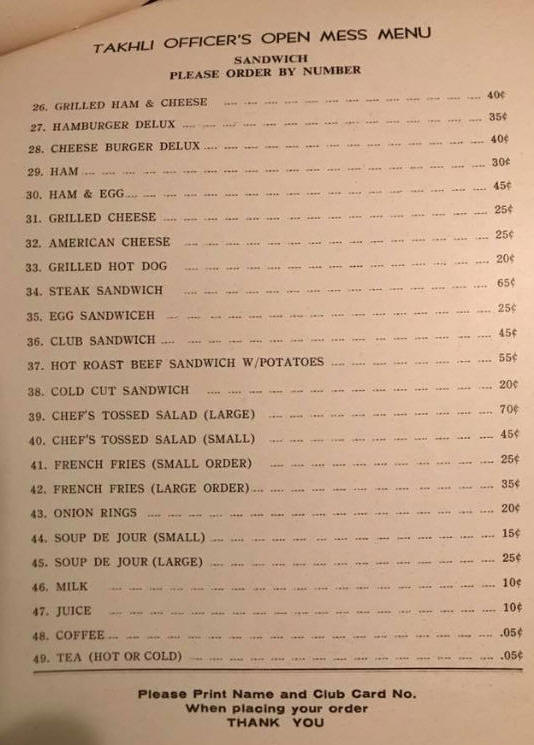 TAKHLI OFFICER'S OPEN MESS MENU
SANDWICH
PLEASE ORDER BY NUMBER
26. GRILLED HAM & CHEESE 40¢
27. HAMBURGER DELUX 35¢
28. CHEESE BURGER DELUX 40¢
29. HAM 30¢
30. HAM & EGG 45¢
31. GRILLED CHEESE 25¢
32. AMERICAN CHEESE 25¢
33. GRILLED HOT DOG 20¢
34. STEAK SANDWICH 65¢
35. EGG SANDWICEH 25¢
36. CLUB SANDWICH 45¢
37. HOT ROAST BEEF SANDWICH W/POTATOES 55¢
38. COLD CUT SANDWICH 20¢
39. CHEF'S TOSSED SALAD (LARGE) 70¢
40. CHEF'S TOSSED SALAD (SMALL) 45¢
41. FRENCH FRIES (SMALL ORDER) 25¢
42. FRENCH FRIES (LARGE ORDER) 35¢
43. ONION RINGS 20¢
44. SOUP DE JOUR (SMALL) 15¢
45. SOUP DE JOUR (LARGE) 25¢
46. MILK 10¢
47. JUICE 10¢
48. COFFEE .05¢
49. TEA (HOT OR COLD) .05¢
Please Print Name and Club Card No.
When placing your order
THANK YOU